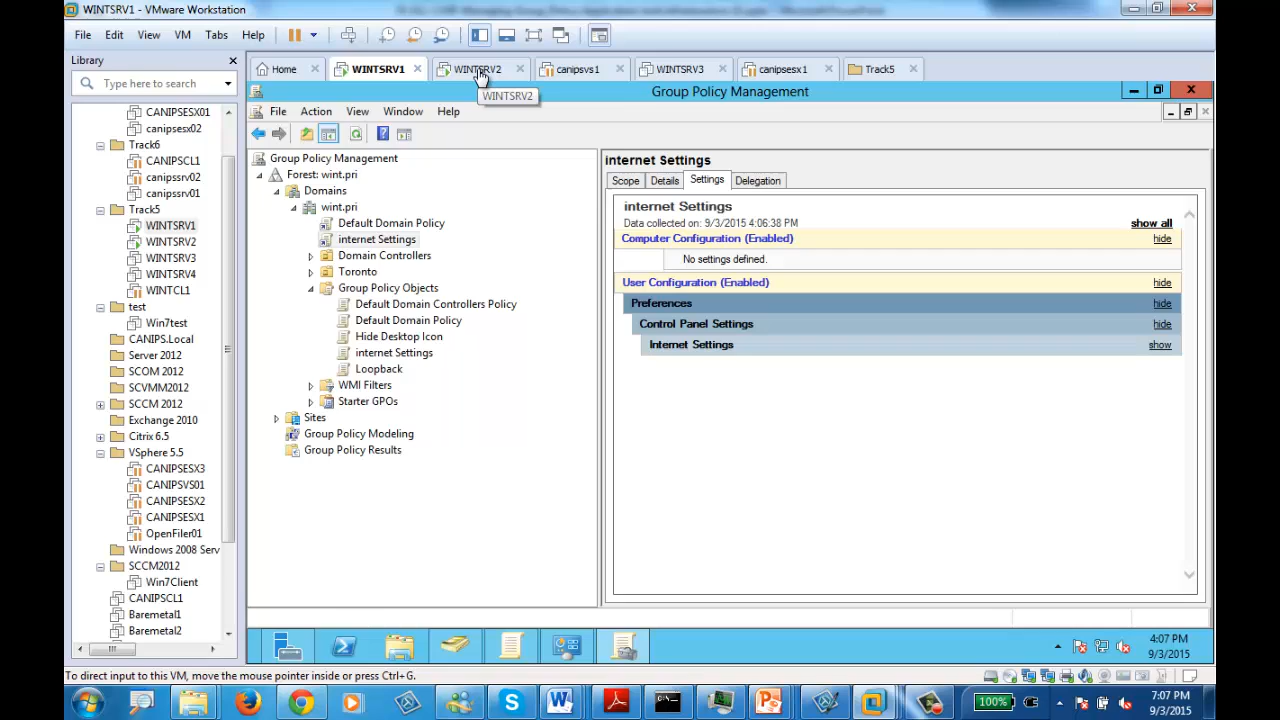 WINTSRV1 - VMware Workstation
File Edit View VM Tabs Help
Library
Type here to search
CANIPSESX01
canipsesx02
Track6
CANIPSCL1
canipssrv02
canipssrv01
Track5
WINTSRV1
WINTSRV2
WINTSRV3
WINTSRV4
WINTCL1
test
Win7test
CANIPS.Local
Server 2012
SCOM 2012
SCVMM2012
SCCM 2012
Exchange 2010
Citrix 6.5
VSphere 5.5
CANIPSESX3
CANIPSVS01
CANIPSESX2
CANIPSESX1
OpenFiler01
Windows 2008 Serv
SCCM2012
Win7Client
CANIPSCL1
Baremetal1
Baremetal2
Home WINTSRV1 WINTSRV2 canipsvs1 WINTSRV3 canipsesx1 Track5
WINTSRV2
Group Policy Management
File Action View Window Help
Group Policy Management
Forest: wint.pri
Domains
wint.pri
Default Domain Policy
internet Settings
Domain Controllers
Toronto
Group Policy Objects
Default Domain Controllers Policy
Default Domain Policy
Hide Desktop Icon
internet Settings
Loopback
WMI Filters
Starter GPOs
Sites
Group Policy Modeling
Group Policy Results
internet Settings
Scope Details Settings Delegation
internet Settings
Data collected on: 9/3/2015 4:06:38 PM show all
Computer Configuration (Enabled) hide
No settings defined.
User Configuration (Enabled) hide
Preferences hide
Control Panel Settings hide
Internet Settings show
4:07 PM
9/3/2015
To direct input to this VM, move the mouse pointer inside or press Ctrl+G.
100%
7:07 PM
9/3/2015